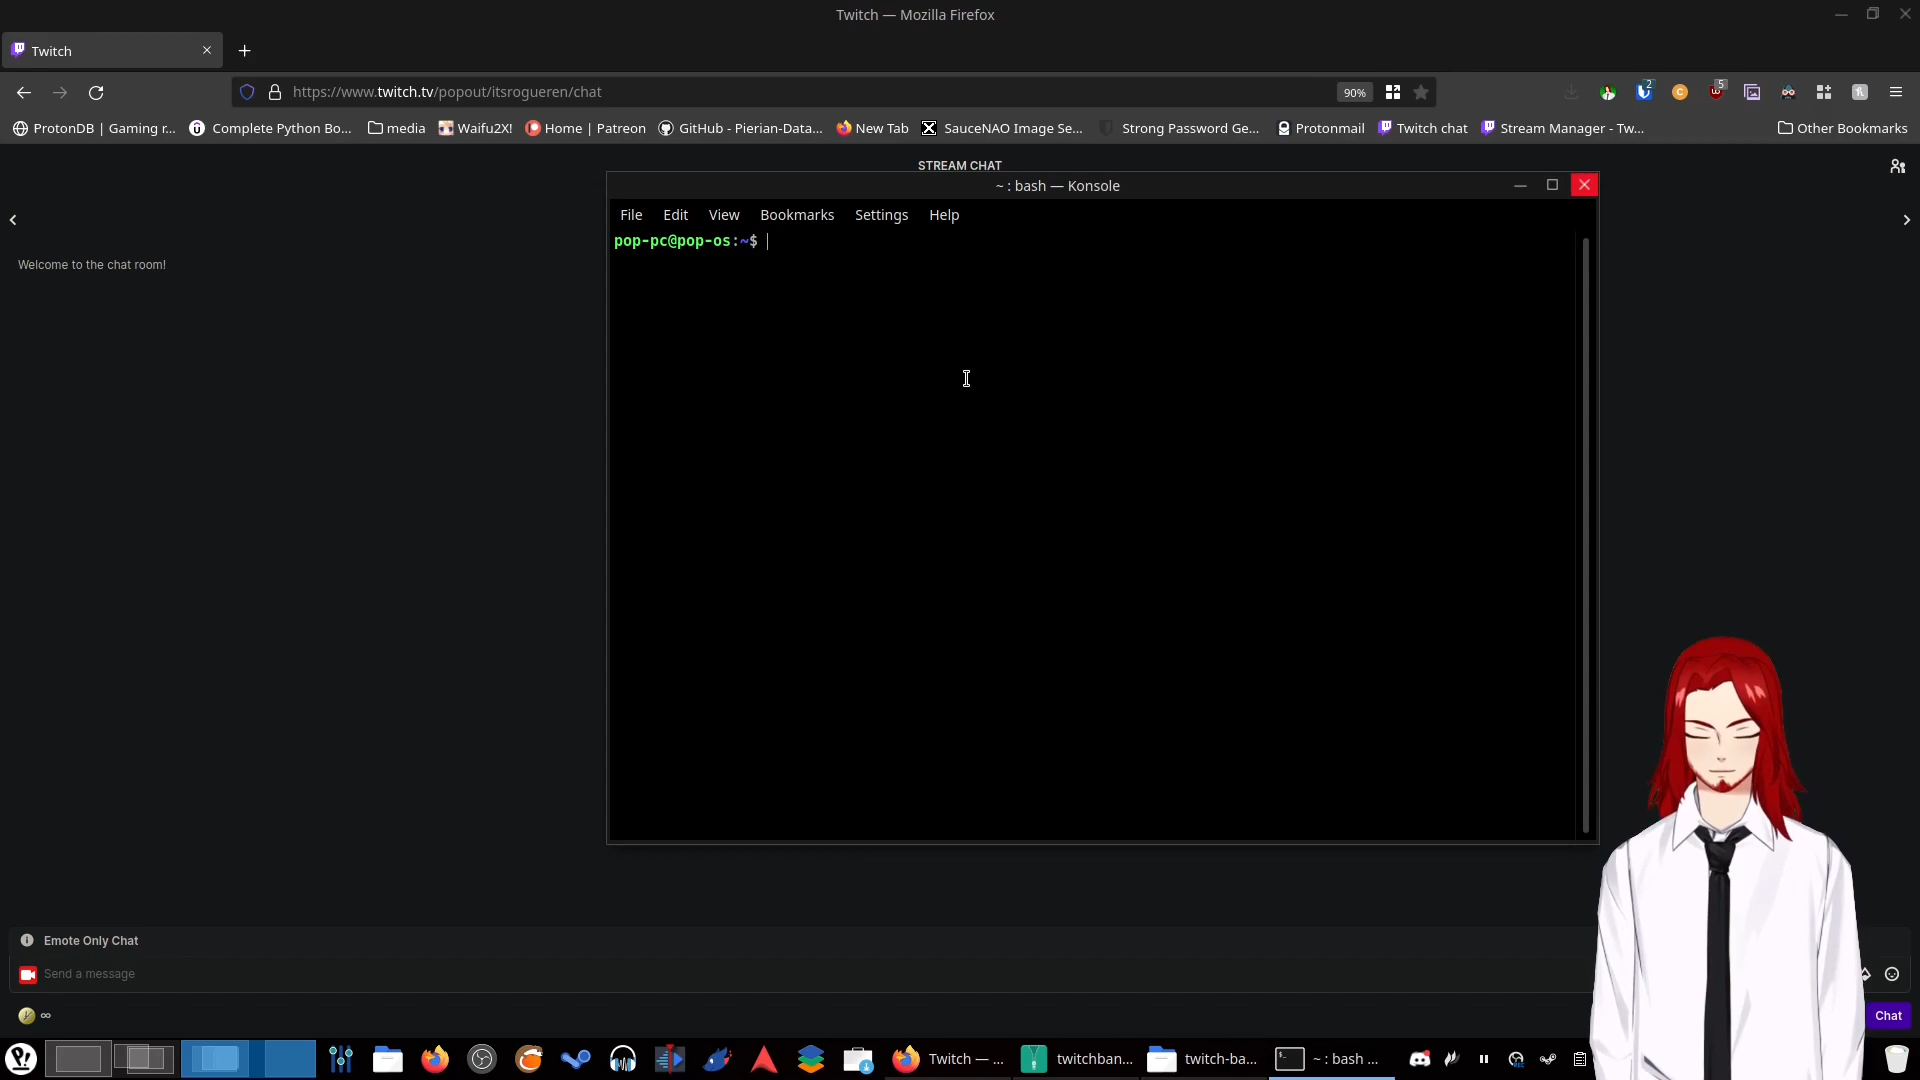 Twitch — Mozilla Firefox
Twitch
https://www.twitch.tv/popout/itsrogueren/chat
90%
2
5
ProtonDB | Gaming r...
Complete Python Bo...
media
Waifu2X!
Home | Patreon
GitHub - Pierian-Data...
New Tab
SauceNAO Image Se...
Strong Password Ge...
Protonmail
Twitch chat
Stream Manager - Tw...
Other Bookmarks
STREAM CHAT
~ : bash — Konsole
File Edit View Bookmarks Settings Help
pop-pc@pop-os:~$
Welcome to the chat room!
Emote Only Chat
Send a message
∞
Chat
Twitch — ...
twitchban...
twitch-ba...
~ : bash ...